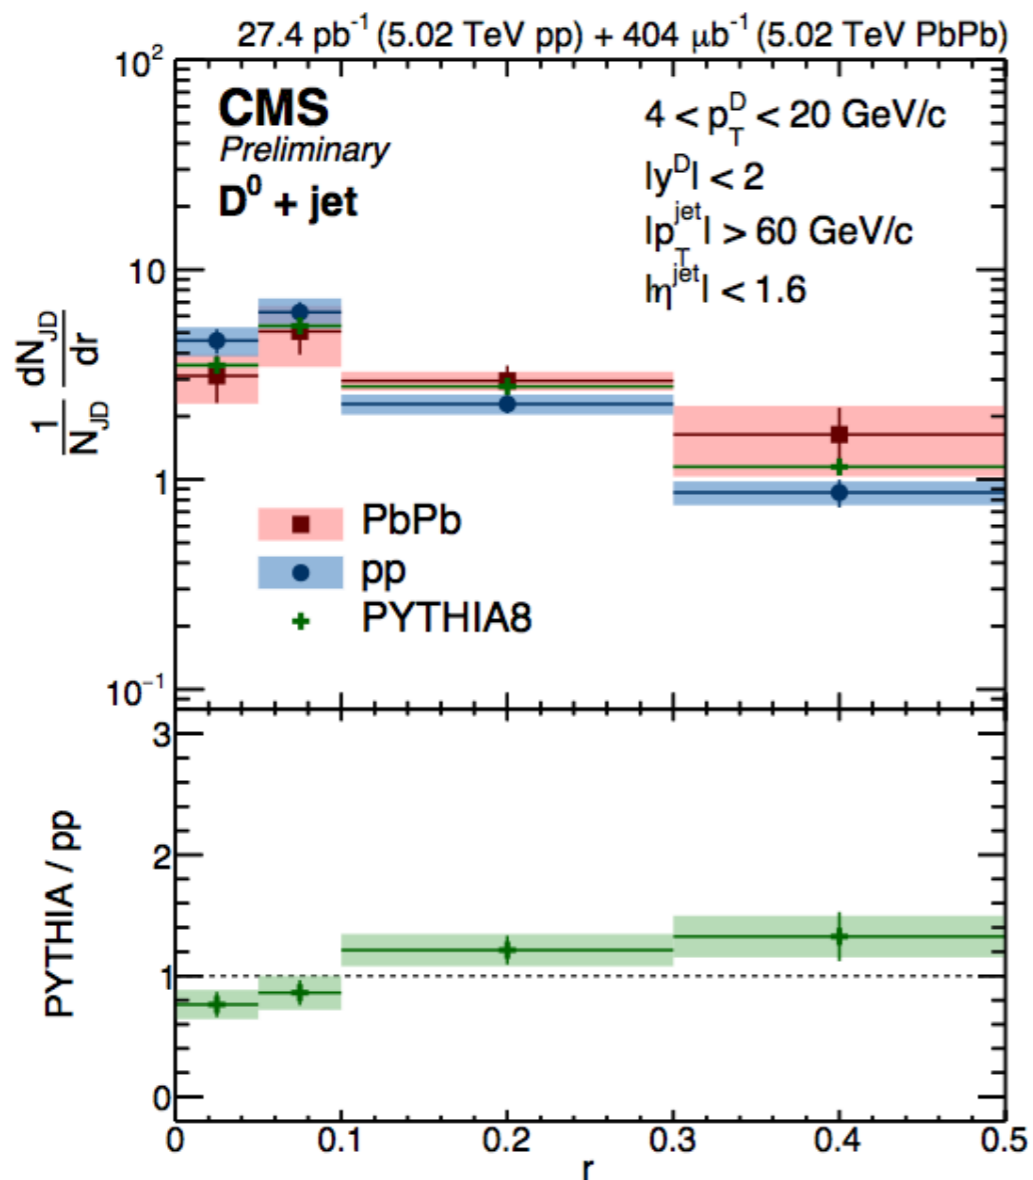 27.4 pb⁻¹ (5.02 TeV pp) + 404 μb⁻¹ (5.02 TeV PbPb)
10²
10
1
10⁻¹
1/N_JD dN_JD/dr
CMS
Preliminary
D⁰ + jet
4 < p_T^D < 20 GeV/c
|y^D| < 2
|p_T^jet| > 60 GeV/c
|η^jet| < 1.6
PbPb
pp
PYTHIA8
PYTHIA / pp
3
2
1
0
0 0.1 0.2 0.3 0.4 0.5
r